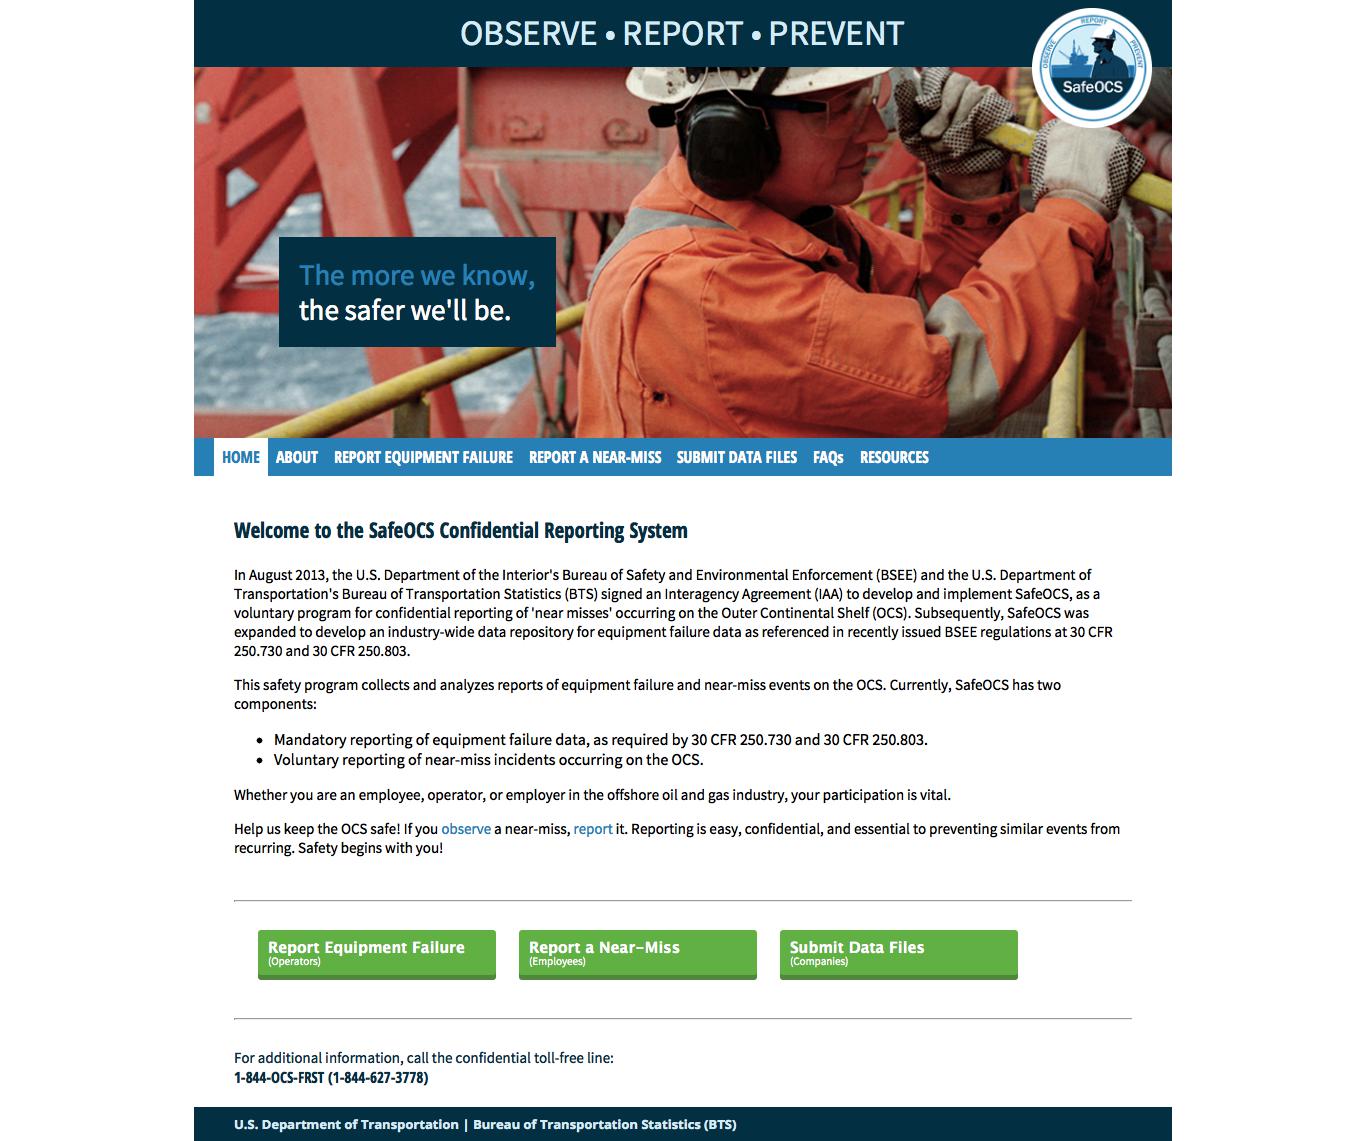 OBSERVE • REPORT • PREVENT
OBSERVE REPORT PREVENT
SafeOCS
The more we know,
the safer we'll be.
HOME ABOUT REPORT EQUIPMENT FAILURE REPORT A NEAR-MISS SUBMIT DATA FILES FAQs RESOURCES
Welcome to the SafeOCS Confidential Reporting System
In August 2013, the U.S. Department of the Interior's Bureau of Safety and Environmental Enforcement (BSEE) and the U.S. Department of
Transportation's Bureau of Transportation Statistics (BTS) signed an Interagency Agreement (IAA) to develop and implement SafeOCS, as a
voluntary program for confidential reporting of 'near misses' occurring on the Outer Continental Shelf (OCS). Subsequently, SafeOCS was
expanded to develop an industry-wide data repository for equipment failure data as referenced in recently issued BSEE regulations at 30 CFR
250.730 and 30 CFR 250.803.
This safety program collects and analyzes reports of equipment failure and near-miss events on the OCS. Currently, SafeOCS has two
components:
• Mandatory reporting of equipment failure data, as required by 30 CFR 250.730 and 30 CFR 250.803.
• Voluntary reporting of near-miss incidents occurring on the OCS.
Whether you are an employee, operator, or employer in the offshore oil and gas industry, your participation is vital.
Help us keep the OCS safe! If you observe a near-miss, report it. Reporting is easy, confidential, and essential to preventing similar events from
recurring. Safety begins with you!
Report Equipment Failure
(Operators)
Report a Near-Miss
(Employees)
Submit Data Files
(Companies)
For additional information, call the confidential toll-free line:
1-844-OCS-FRST (1-844-627-3778)
U.S. Department of Transportation | Bureau of Transportation Statistics (BTS)